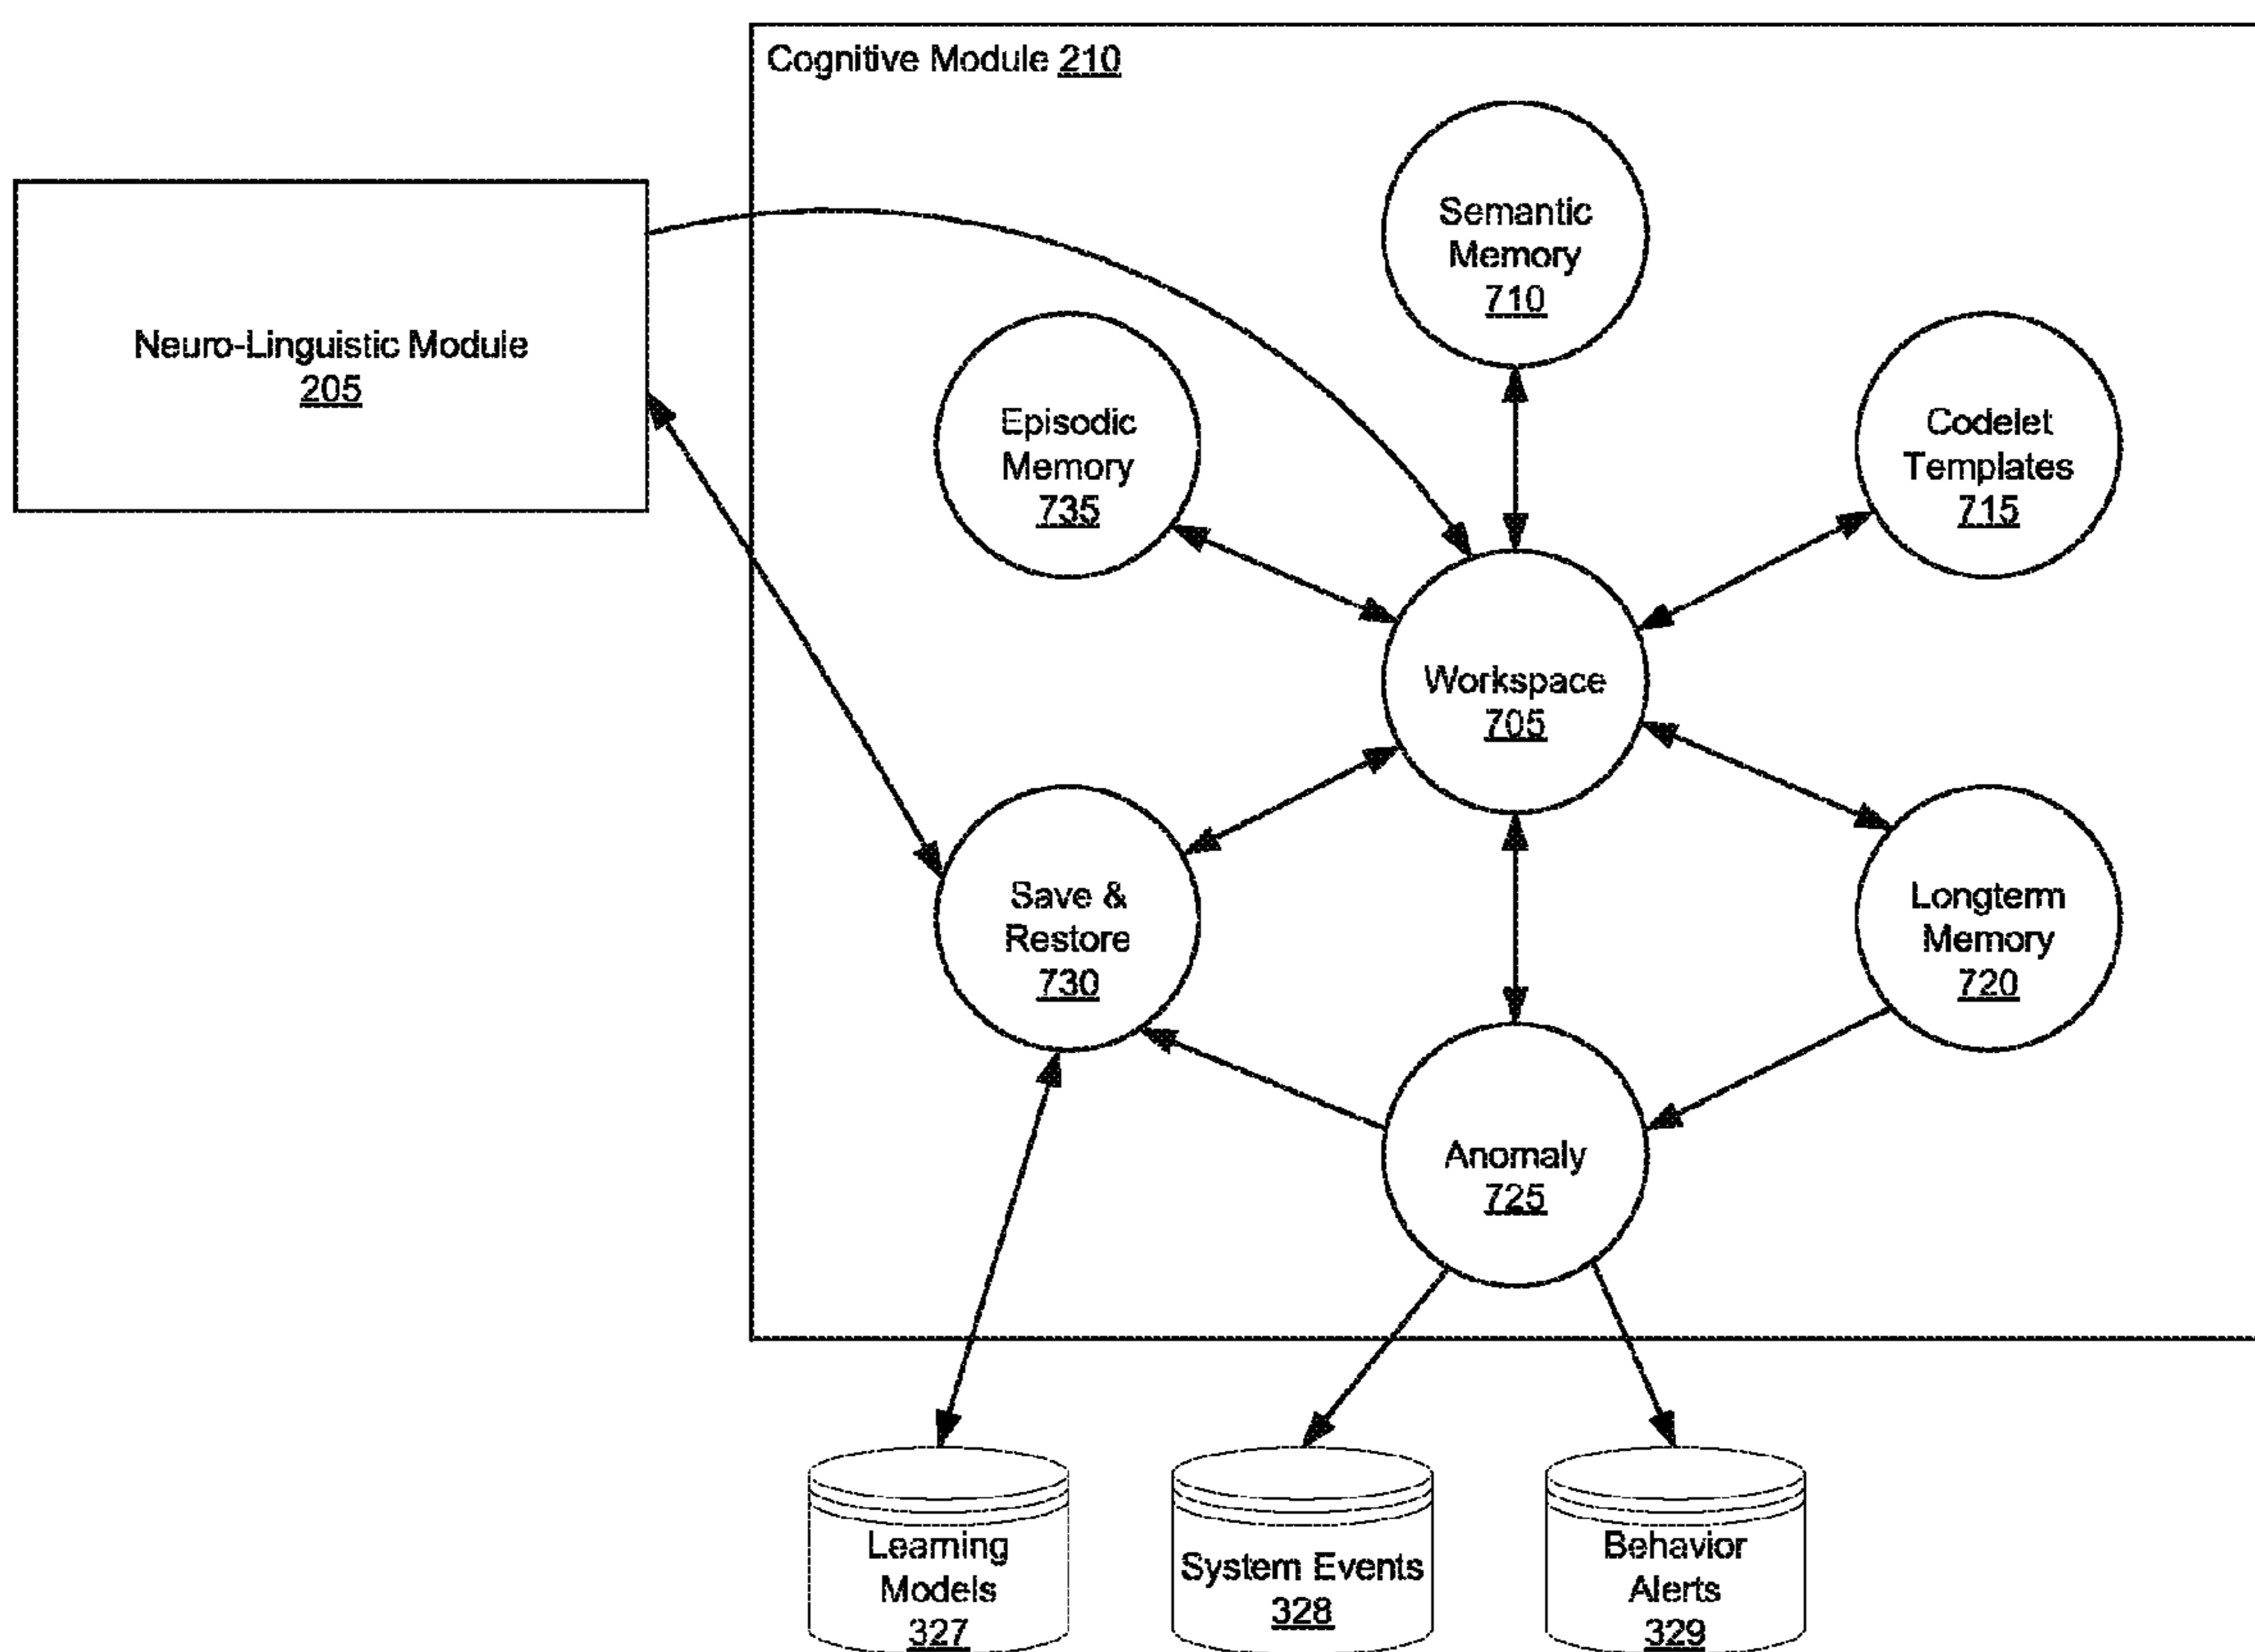 Cognitive Module 210
Neuro-Linguistic Module
205
Semantic
Memory
710
Episodic
Memory
735
Codelet
Templates
715
Workspace
705
Save &
Restore
730
Longterm
Memory
720
Anomaly
725
Learning
Models
327
System Events
328
Behavior
Alerts
329